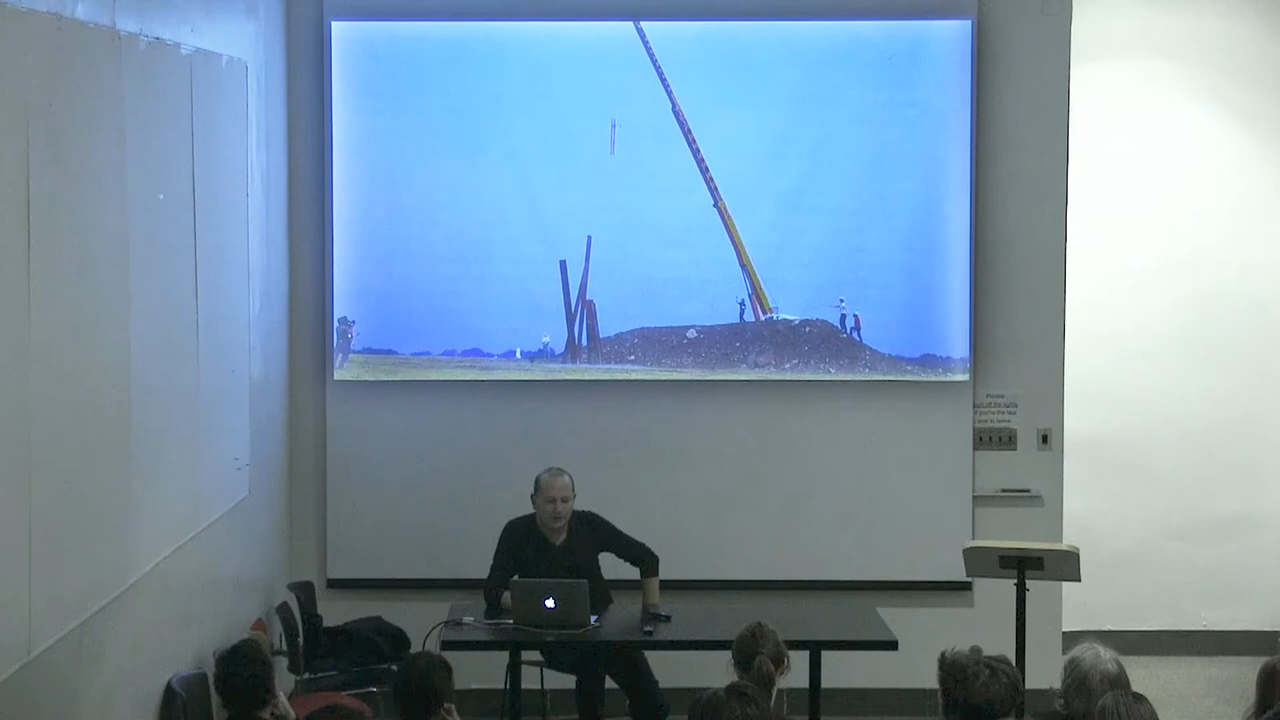 Please
turn off the lights
if you're the last
one to leave